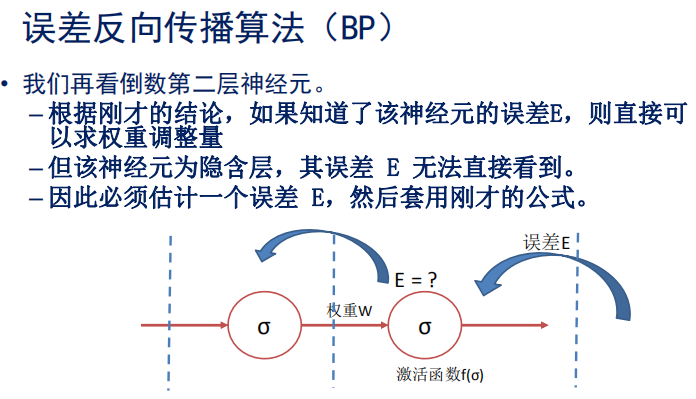 误差反向传播算法（BP）
• 我们再看倒数第二层神经元。
– 根据刚才的结论，如果知道了该神经元的误差E，则直接可
以求权重调整量
– 但该神经元为隐含层，其误差 E 无法直接看到。
– 因此必须估计一个误差 E，然后套用刚才的公式。
误差E
E = ?
权重W
σ
σ
激活函数f(σ)